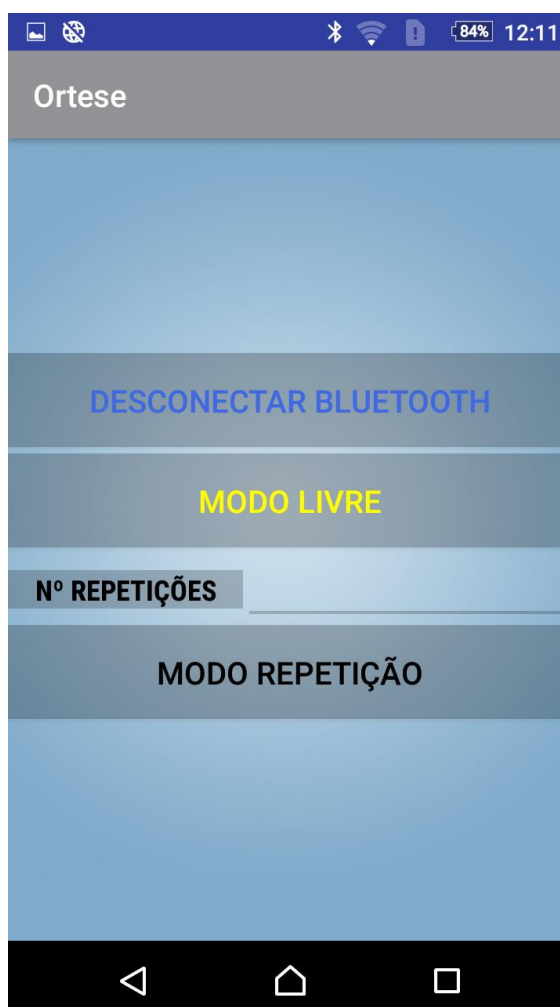 84% 12:11
Ortese
DESCONECTAR BLUETOOTH
MODO LIVRE
Nº REPETIÇÕES
MODO REPETIÇÃO